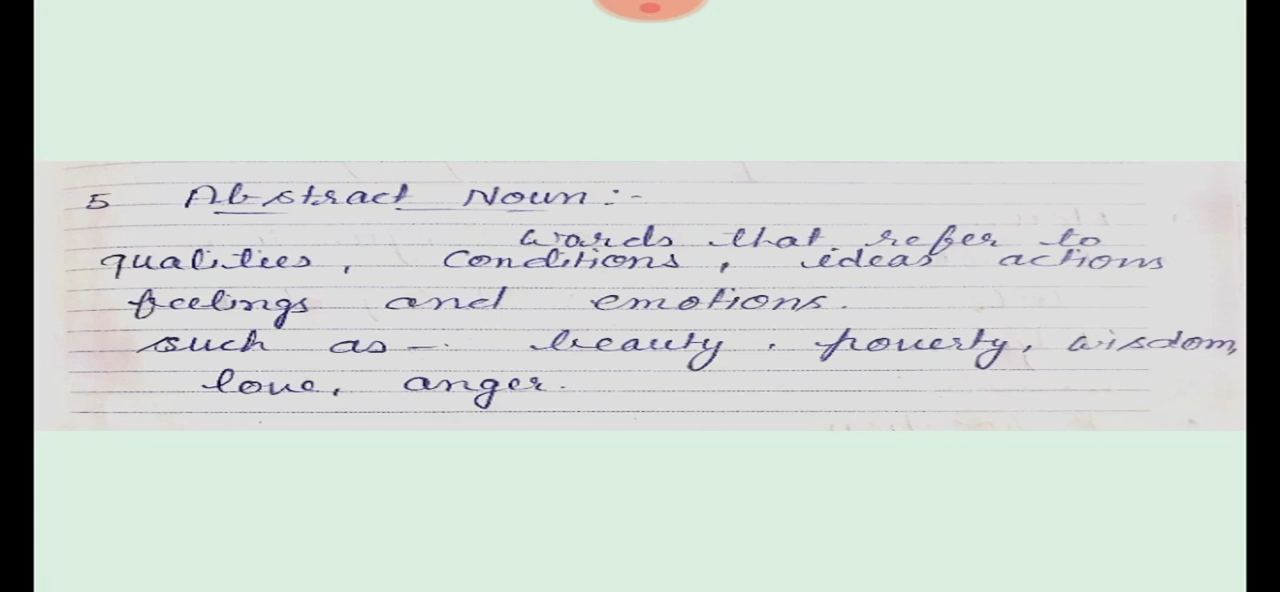 5 Abstract Noun :-
words that refer to
qualities, conditions, ideas actions
feelings and emotions.
such as - beauty, poverty, wisdom,
love, anger.